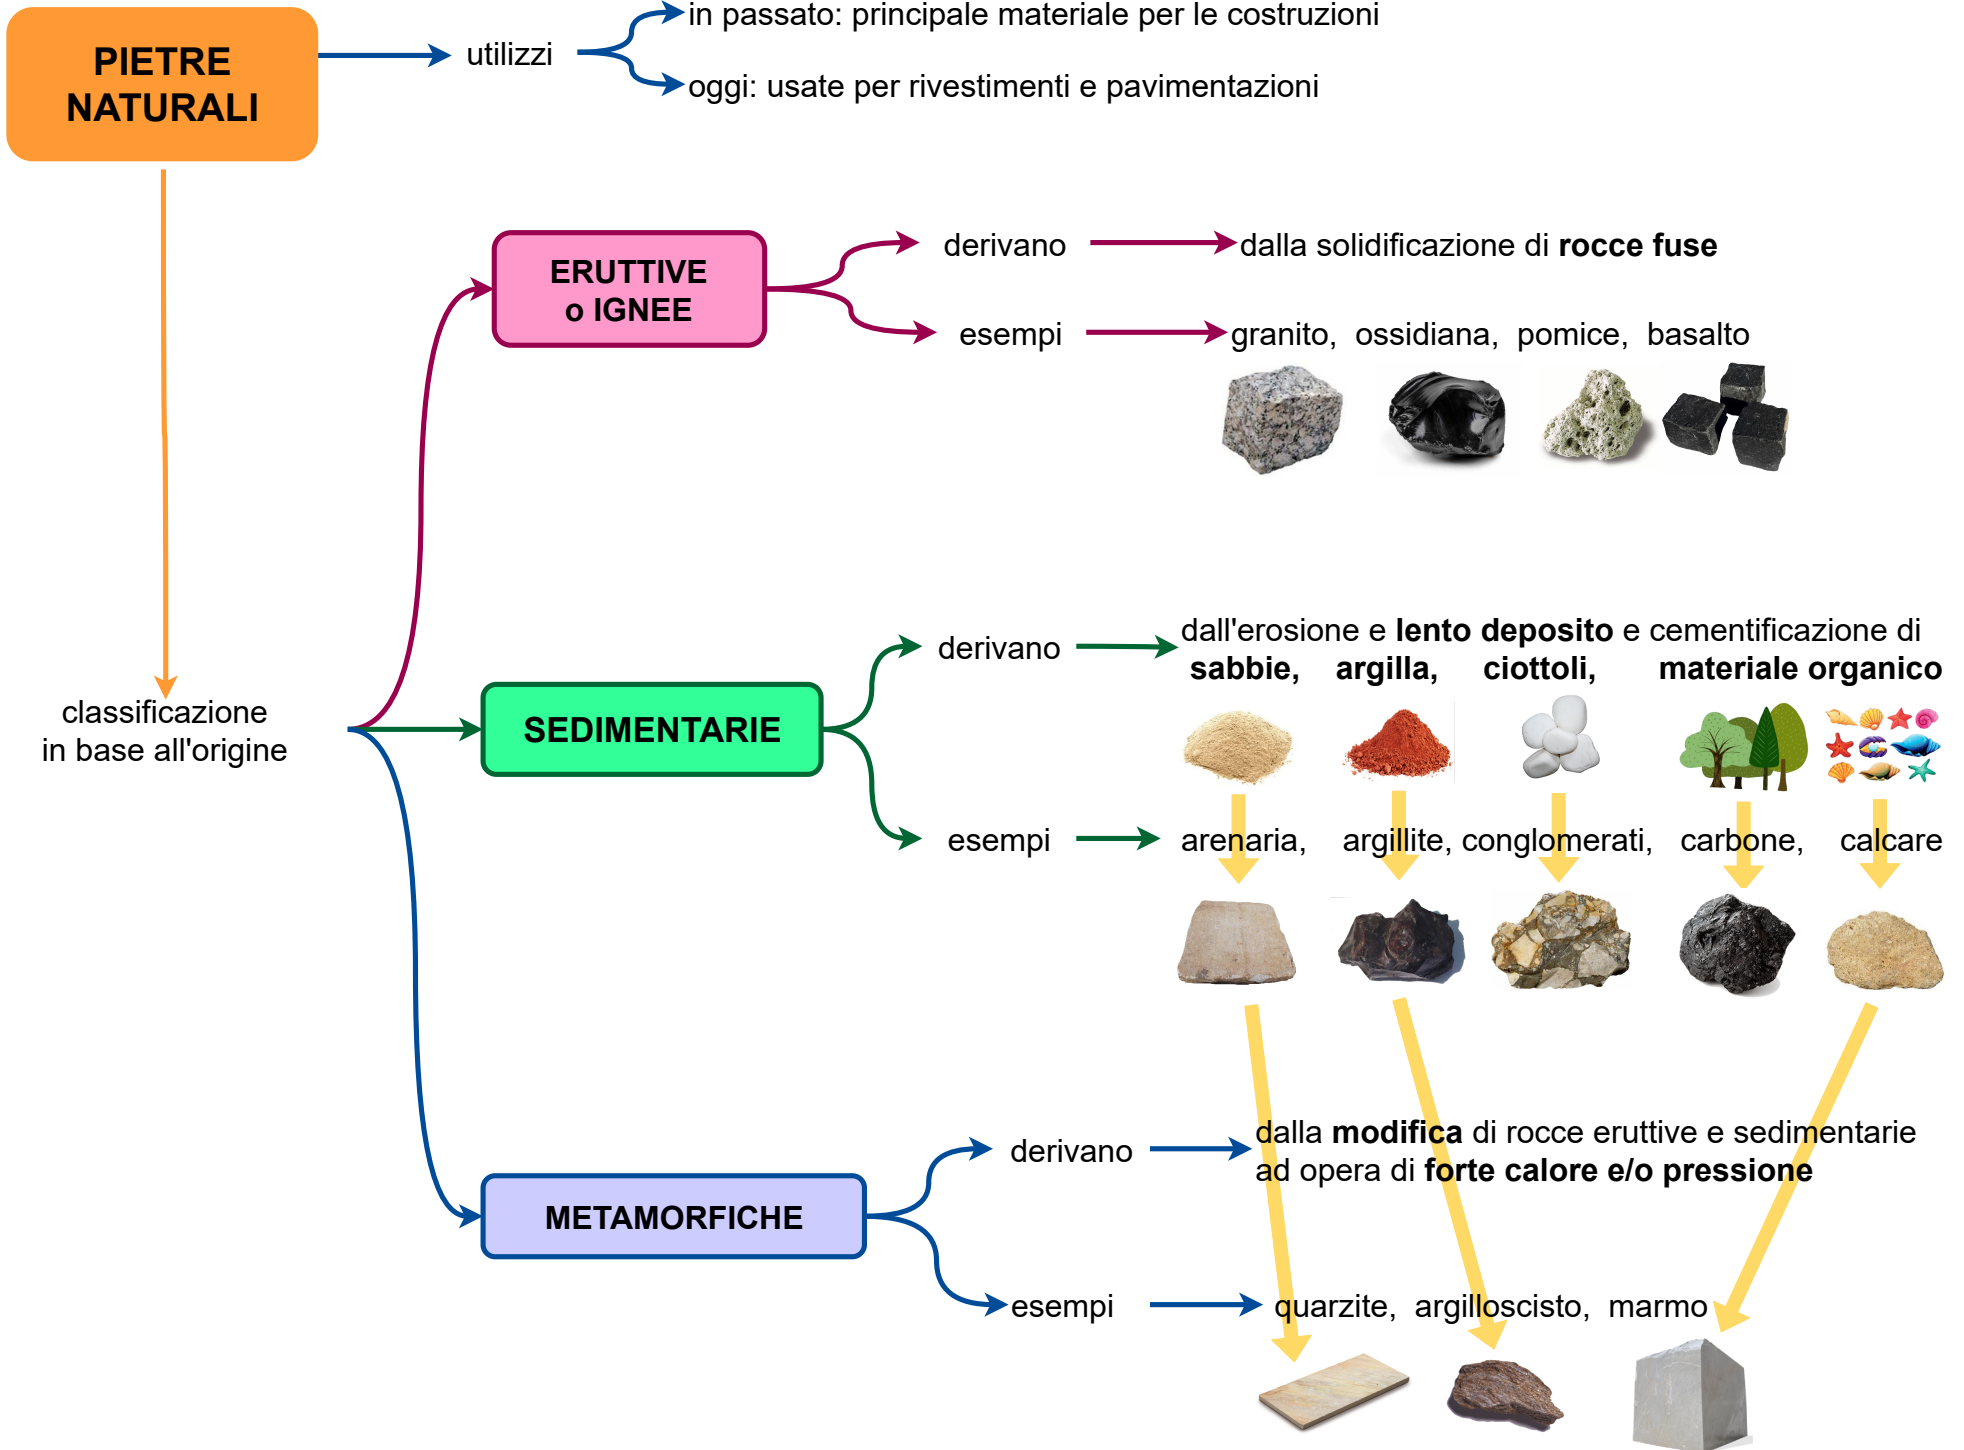 PIETRE
NATURALI
utilizzi
in passato: principale materiale per le costruzioni
oggi: usate per rivestimenti e pavimentazioni
classificazione
in base all'origine
ERUTTIVE
o IGNEE
derivano
dalla solidificazione di rocce fuse
esempi
granito, ossidiana, pomice, basalto
SEDIMENTARIE
derivano
dall'erosione e lento deposito e cementificazione di
sabbie, argilla, ciottoli, materiale organico
esempi
arenaria, argillite, conglomerati, carbone, calcare
METAMORFICHE
derivano
dalla modifica di rocce eruttive e sedimentarie
ad opera di forte calore e/o pressione
esempi
quarzite, argilloscisto, marmo